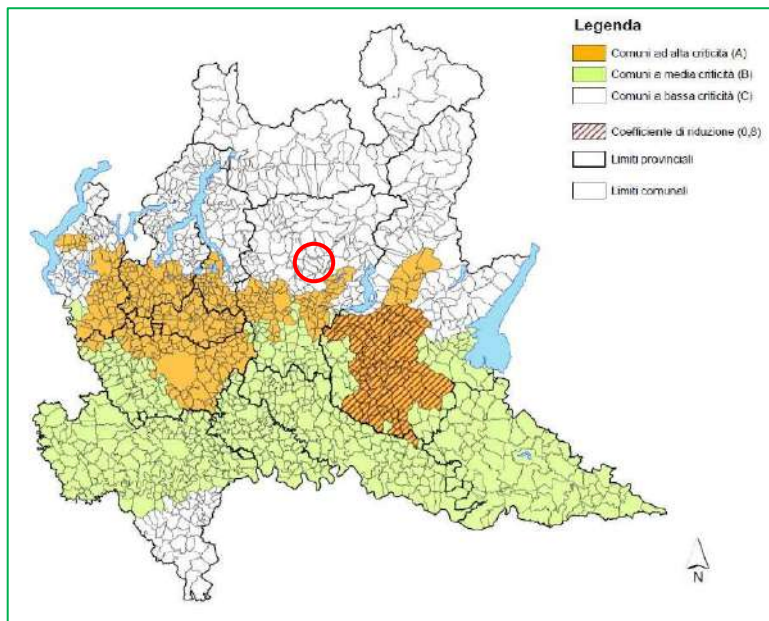 Legenda
Comuni ad alta criticità (A)
Comuni a media criticità (B)
Comuni a bassa criticità (C)
Coefficiente di riduzione (0,8)
Limiti provinciali
Limiti comunali
N